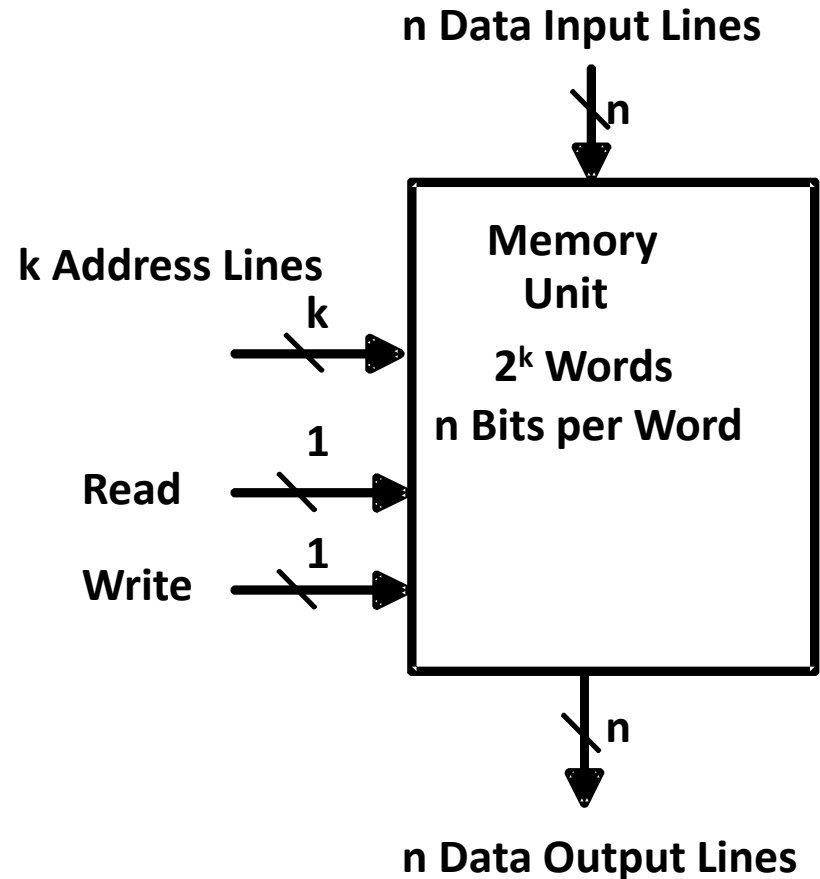 n Data Input Lines
n
Memory
Unit
k Address Lines
k
2ᵏ Words
n Bits per Word
1
Read
1
Write
n
n Data Output Lines